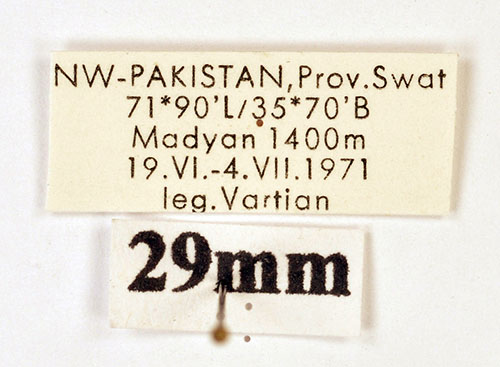 NW-PAKISTAN,Prov.Swat
71*90'L/35*70'B
Madyan 1400m
19.VI.-4.VII.1971
leg.Vartian
29mm